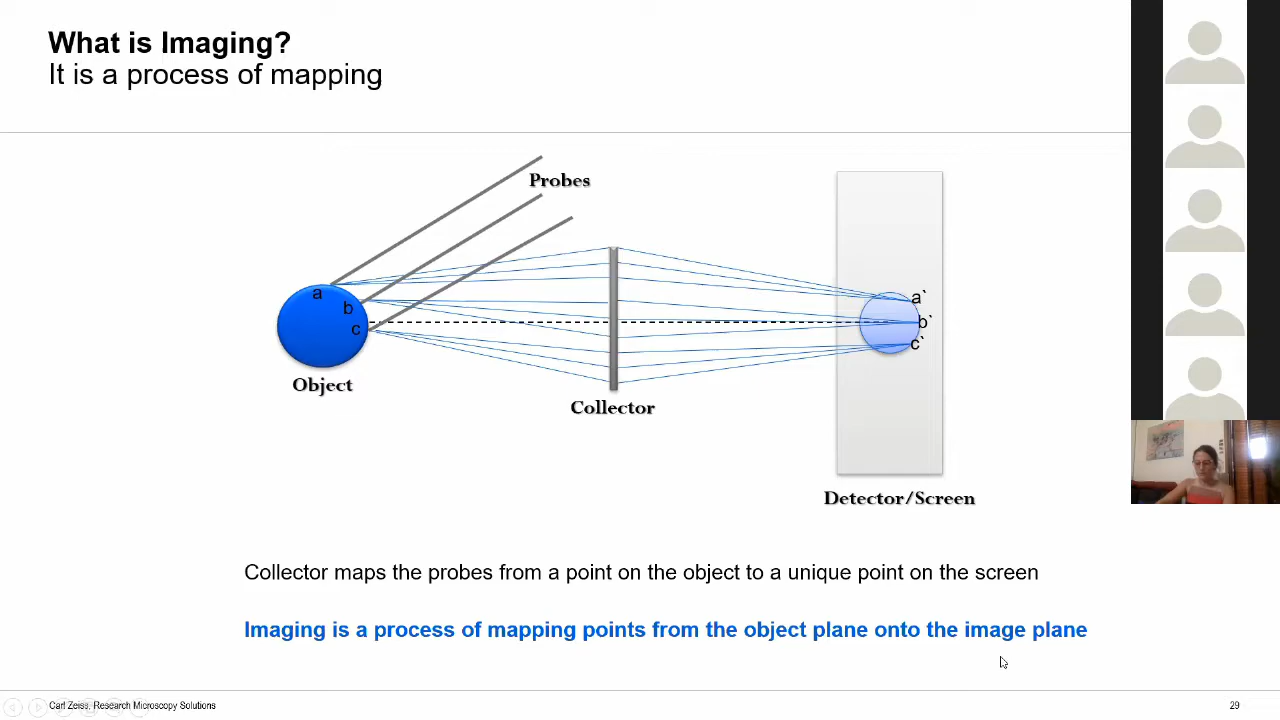 What is Imaging?
It is a process of mapping
Probes
a
b
c
a`
b`
c`
Object
Collector
Detector/Screen
Collector maps the probes from a point on the object to a unique point on the screen
Imaging is a process of mapping points from the object plane onto the image plane
Carl Zeiss, Research Microscopy Solutions
29